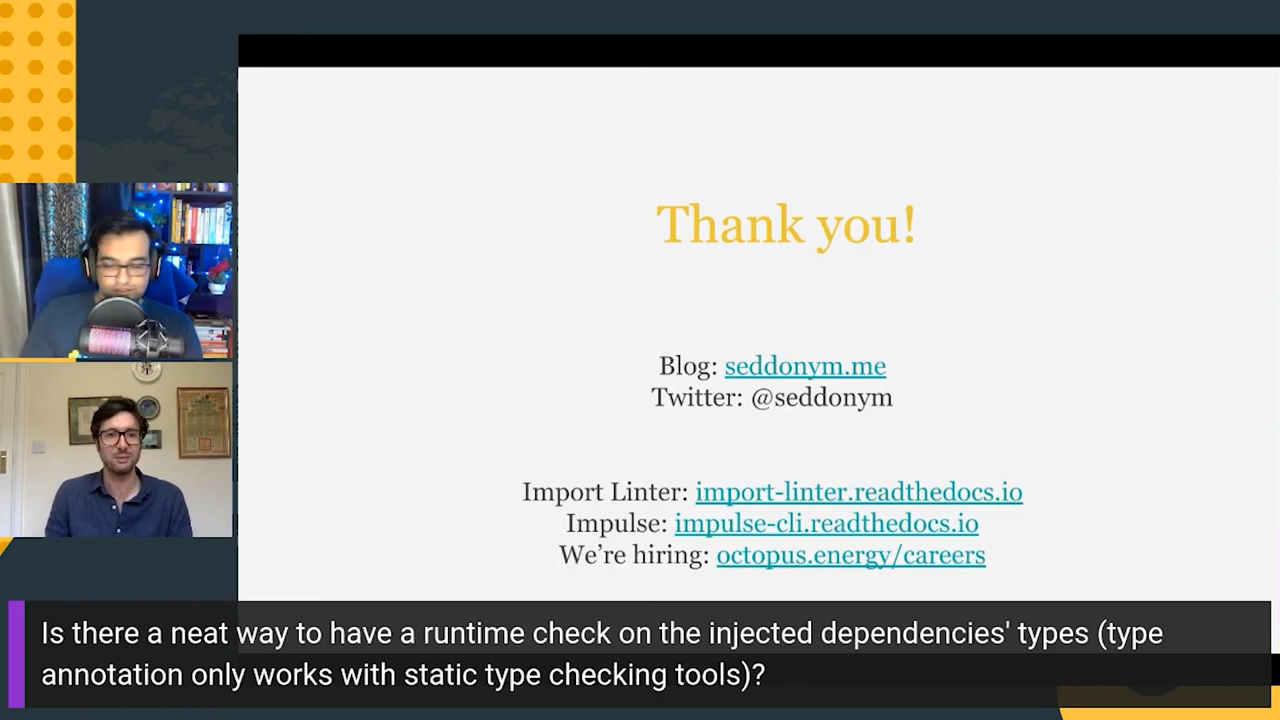 Thank you!
Blog: seddonym.me
Twitter: @seddonym
Import Linter: import-linter.readthedocs.io
Impulse: impulse-cli.readthedocs.io
We’re hiring: octopus.energy/careers
Is there a neat way to have a runtime check on the injected dependencies' types (type
annotation only works with static type checking tools)?